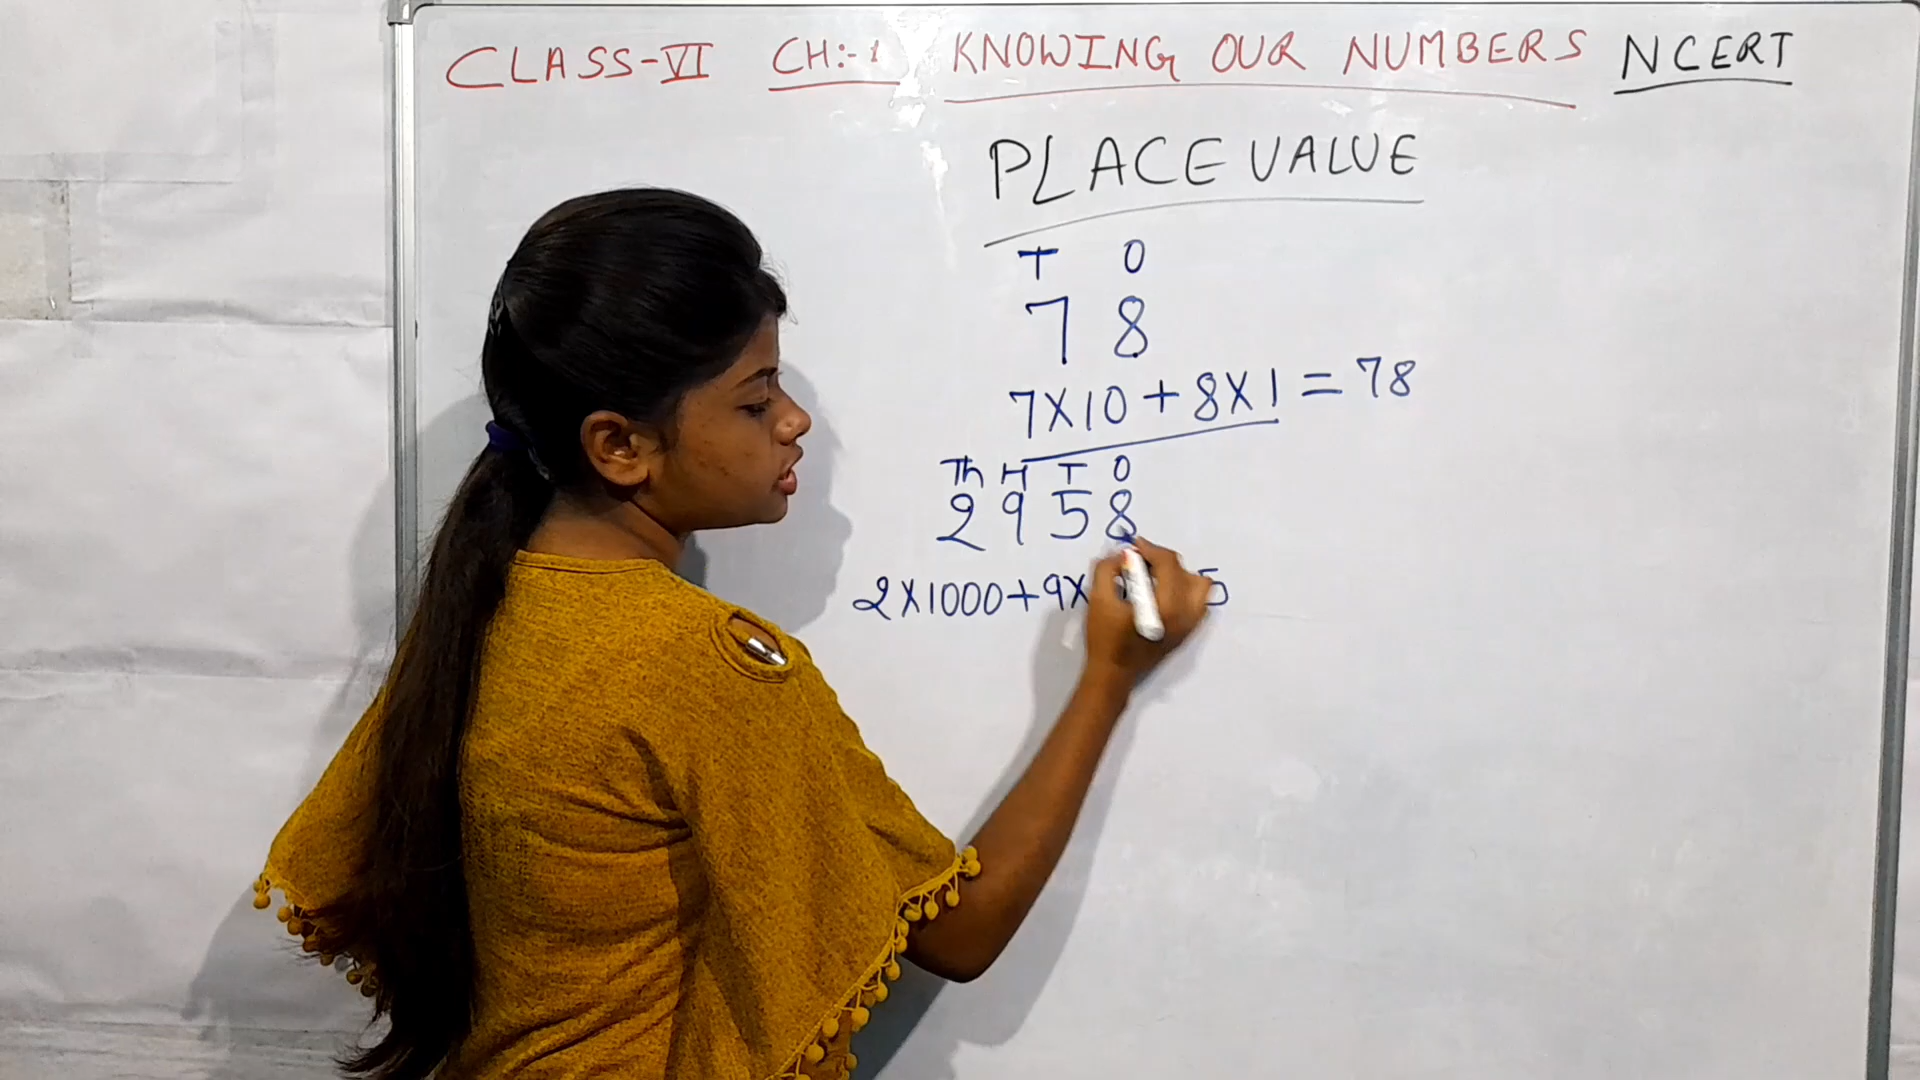 CLASS-VI CH:-1 KNOWING OUR NUMBERS NCERT
PLACE VALUE
T O
7 8
7X10+8X1=78
Th H T O
2 9 5 8
2X1000+9X 5